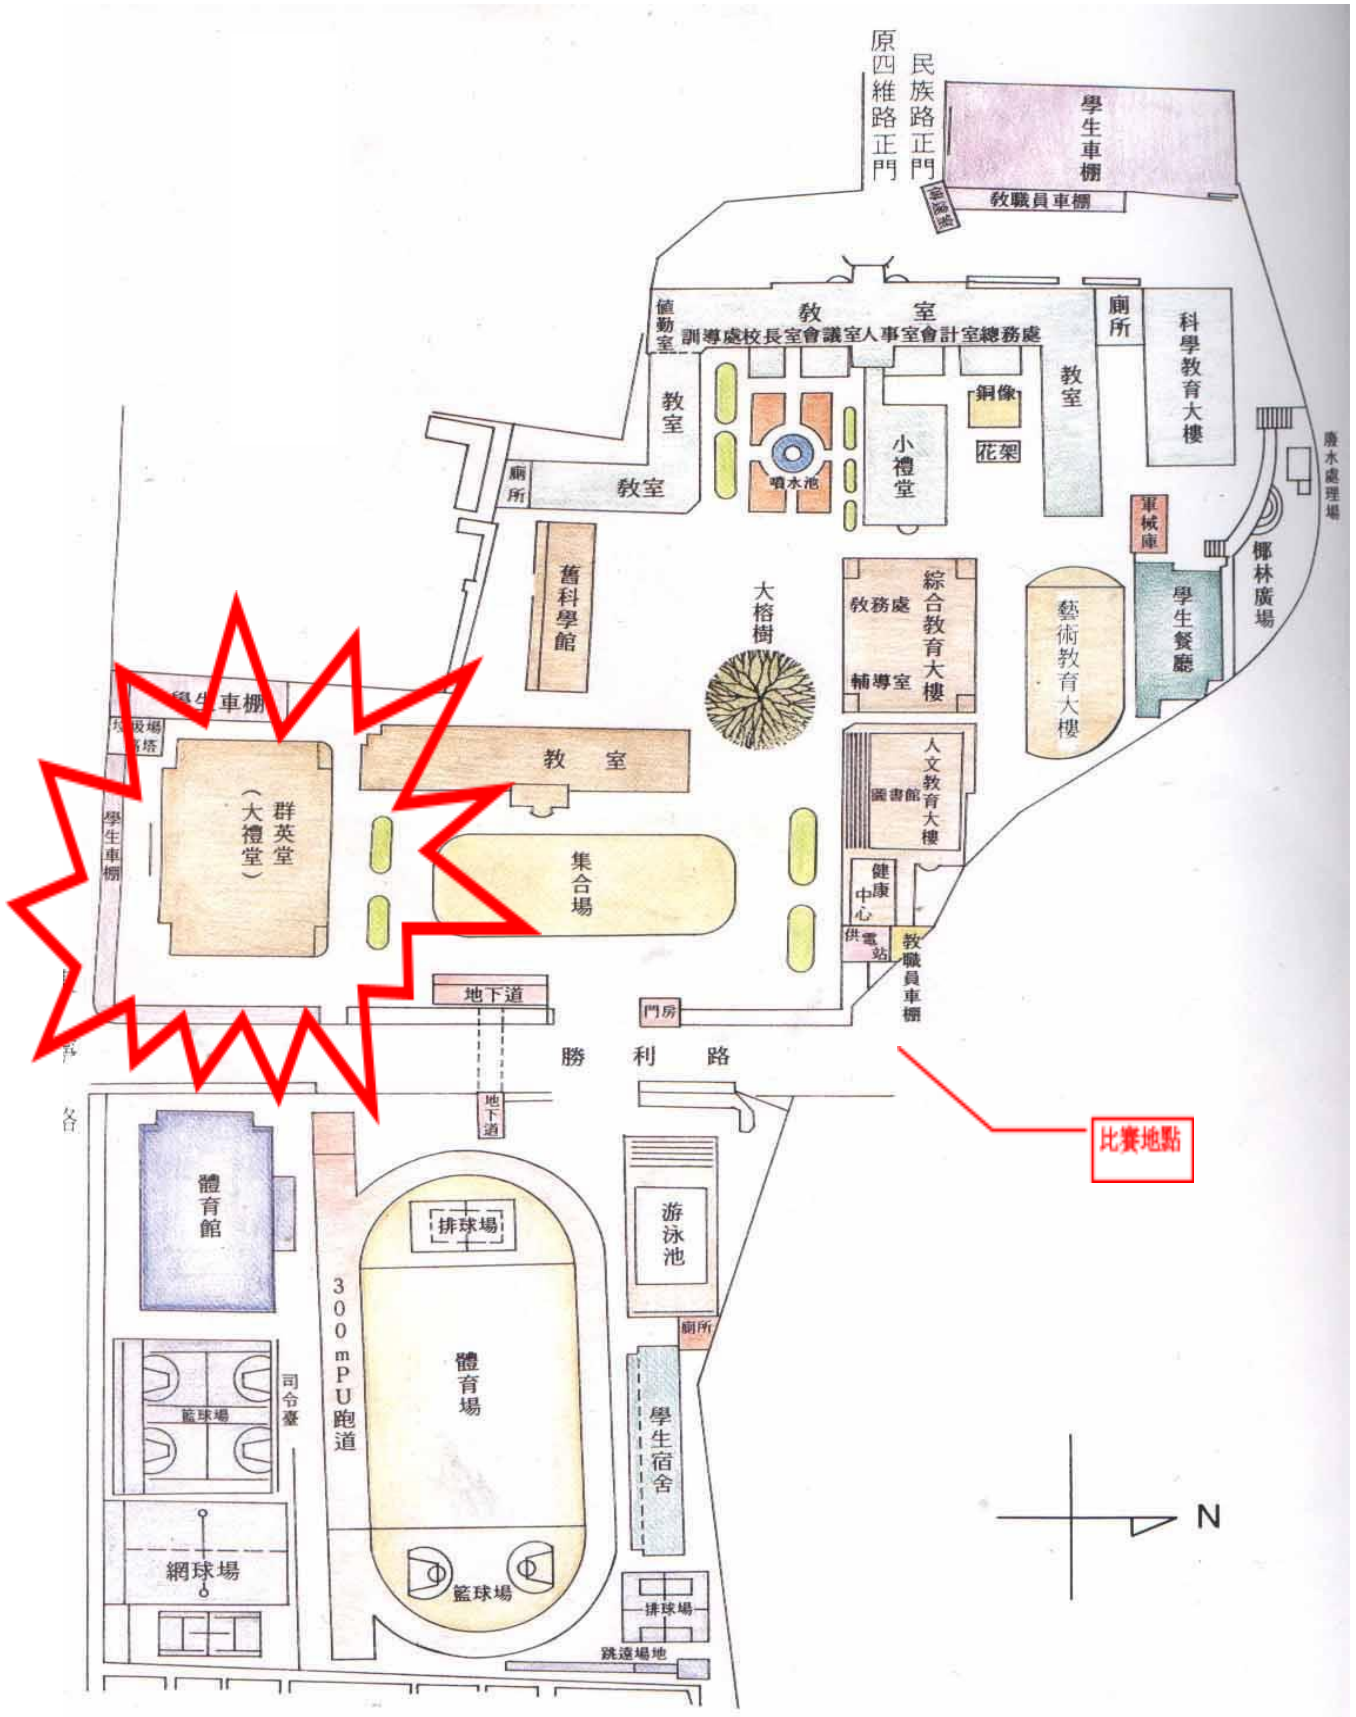 原四維路正門
民族路正門
學生車棚
教職員車棚
教室
值勤室
訓導處校長室會議室人事室會計室總務處
廁所
科學教育大樓
教室
教室
銅像
花架
小禮堂
噴水池
廁所
教室
廢水處理場
軍械庫
椰林廣場
舊科學館
大榕樹
綜合教育大樓
教務處
輔導室
藝術教育大樓
學生餐廳
學生車棚
教室
人文教育大樓
圖書館
群英堂
(大禮堂)
學生車棚
集合場
健康中心
供電站
教職員車棚
地下道
門房
勝利路
比賽地點
地下道
體育館
排球場
游泳池
廁所
300mPU跑道
體育場
司令臺
籃球場
學生宿舍
網球場
籃球場
排球場
跳遠場地
N